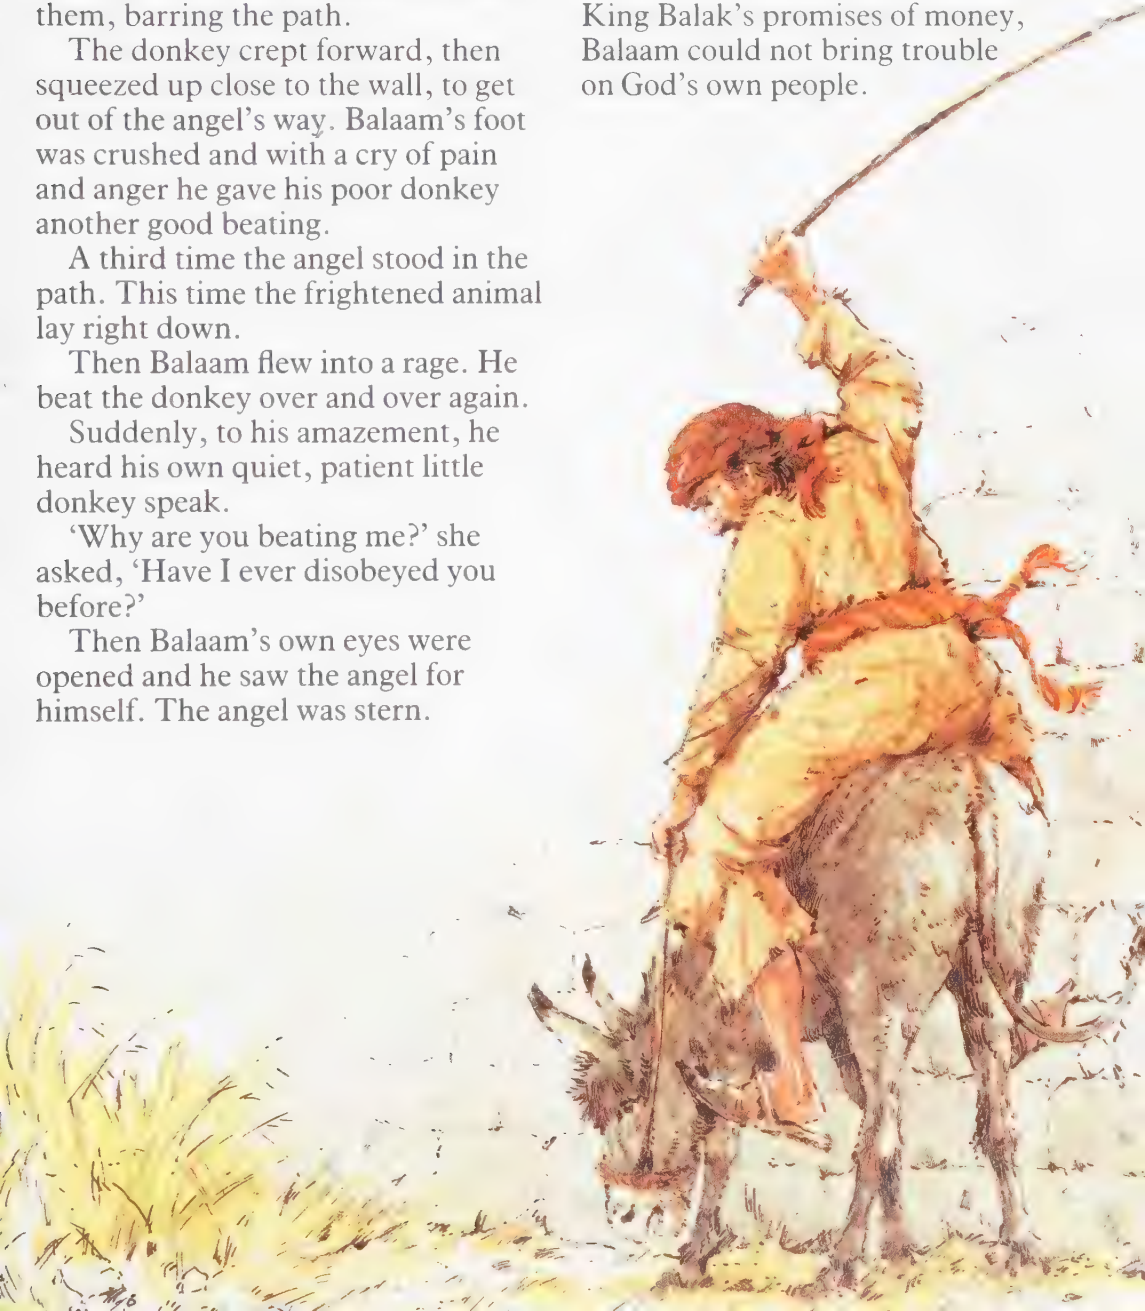 them, barring the path.
The donkey crept forward, then
squeezed up close to the wall, to get
out of the angel's way. Balaam's foot
was crushed and with a cry of pain
and anger he gave his poor donkey
another good beating.
A third time the angel stood in the
path. This time the frightened animal
lay right down.
Then Balaam flew into a rage. He
beat the donkey over and over again.
Suddenly, to his amazement, he
heard his own quiet, patient little
donkey speak.
‘Why are you beating me?’ she
asked, ‘Have I ever disobeyed you
before?’
Then Balaam's own eyes were
opened and he saw the angel for
himself. The angel was stern.
King Balak's promises of money,
Balaam could not bring trouble
on God's own people.